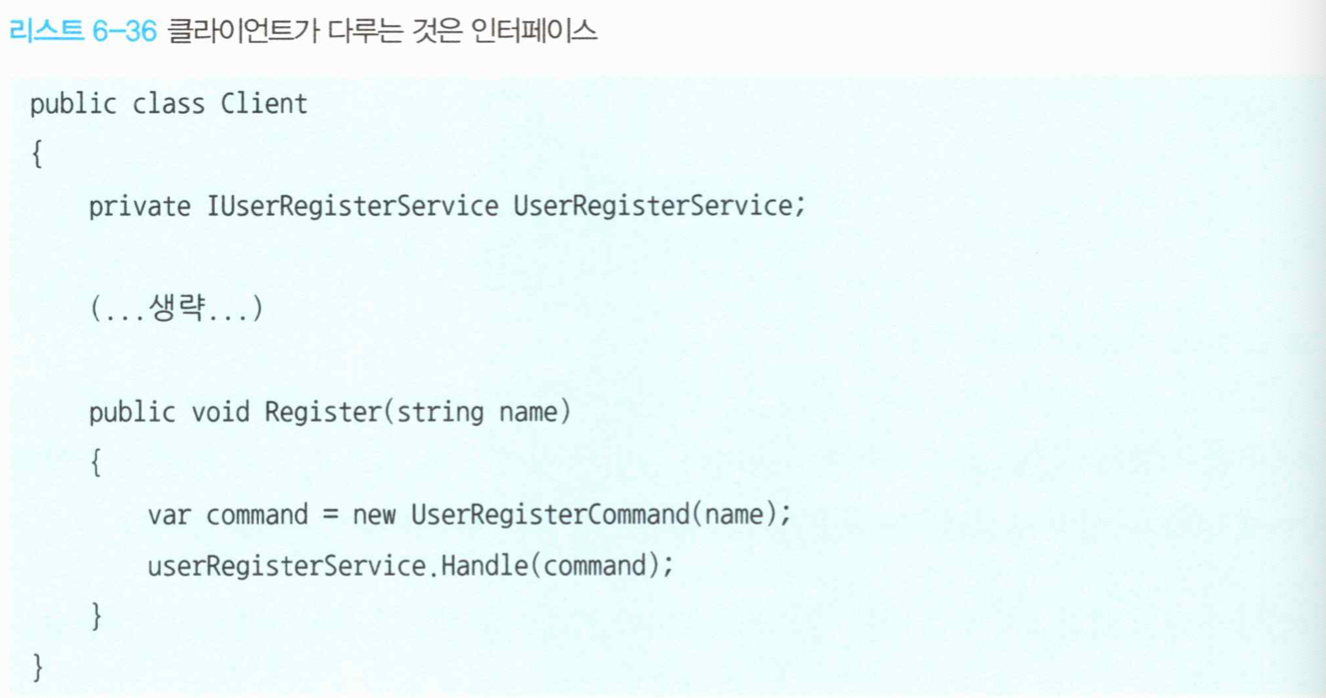 리스트 6-36 클라이언트가 다루는 것은 인터페이스
public class Client
{
    private IUserRegisterService UserRegisterService;
    (...생략...)
    public void Register(string name)
    {
        var command = new UserRegisterCommand(name);
        userRegisterService.Handle(command);
    }
}